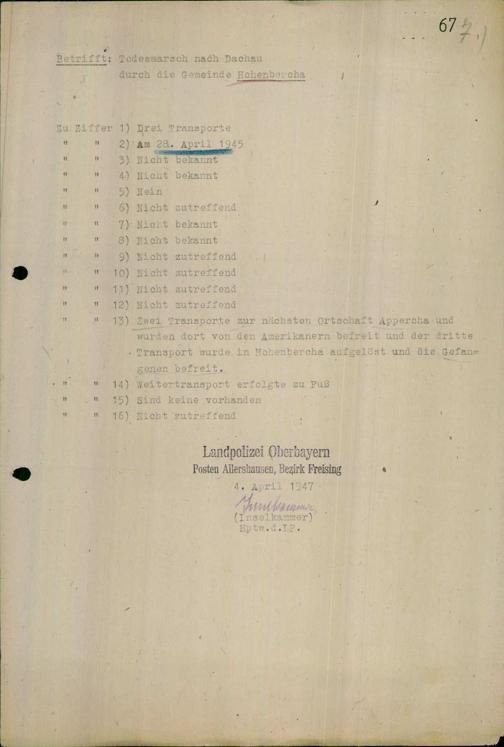 67
7.)
Betrifft: Todesmarsch nach Dachau
durch die Gemeinde Hohenbercha
Zu Ziffer 1) Drei Transporte
" " 2) Am 28. April 1945
" " 3) Nicht bekannt
" " 4) Nicht bekannt
" " 5) Nein
" " 6) Nicht zutreffend
" " 7) Nicht bekannt
" " 8) Nicht bekannt
" " 9) Nicht zutreffend
" " 10) Nicht zutreffend
" " 11) Nicht zutreffend
" " 12) Nicht zutreffend
" " 13) Zwei Transporte zur nächsten Ortschaft Appercha und
wurden dort von den Amerikanern befreit und der dritte
Transport wurde in Hohenbercha aufgelöst und die Gefan=
genen befreit.
" " 14) Weitertransport erfolgte zu Fuß
" " 15) Sind keine vorhanden
" " 16) Nicht zutreffend
Landpolizei Oberbayern
Posten Allershausen, Bezirk Freising
4. April 1947
Inselkammer
(Inselkammer)
Hptw.d.LP.